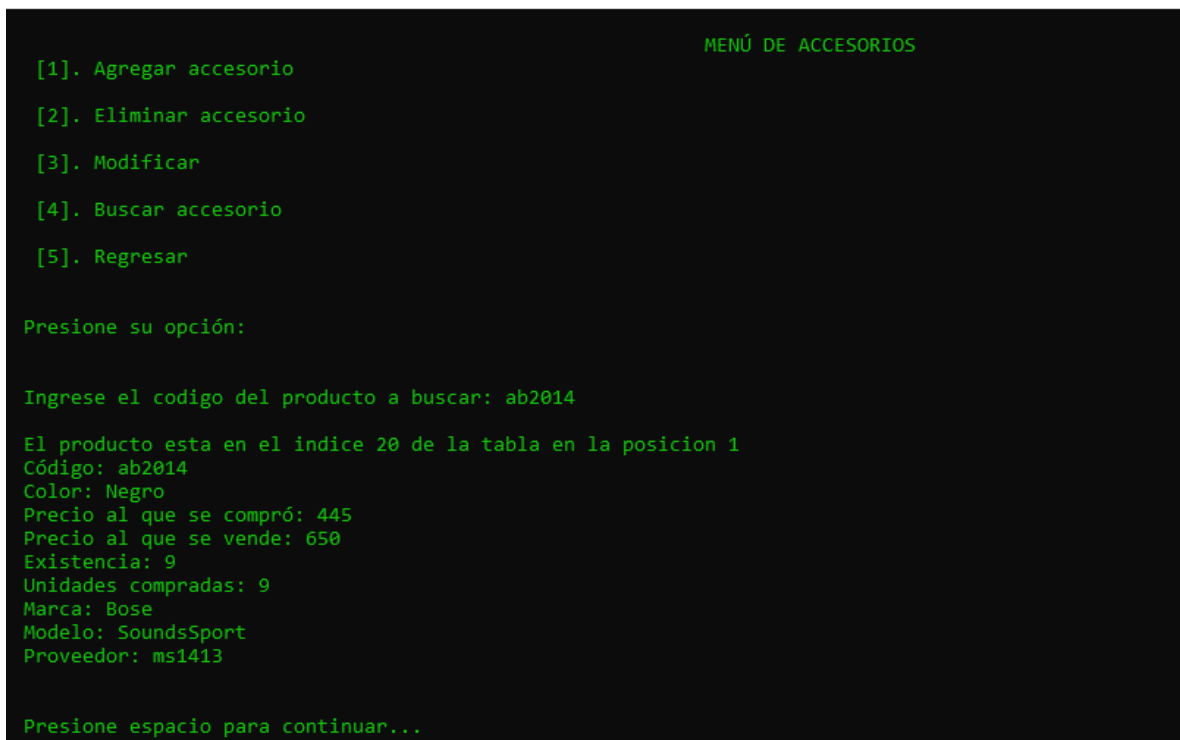 MENÚ DE ACCESORIOS
[1]. Agregar accesorio
[2]. Eliminar accesorio
[3]. Modificar
[4]. Buscar accesorio
[5]. Regresar
Presione su opción:
Ingrese el codigo del producto a buscar: ab2014
El producto esta en el indice 20 de la tabla en la posicion 1
Código: ab2014
Color: Negro
Precio al que se compró: 445
Precio al que se vende: 650
Existencia: 9
Unidades compradas: 9
Marca: Bose
Modelo: SoundsSport
Proveedor: ms1413
Presione espacio para continuar...